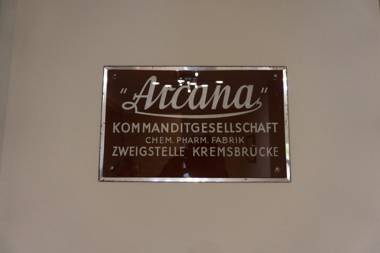 "Arcana"
KOMMANDITGESELLSCHAFT
CHEM. PHARM. FABRIK
ZWEIGSTELLE KREMSBRÜCKE